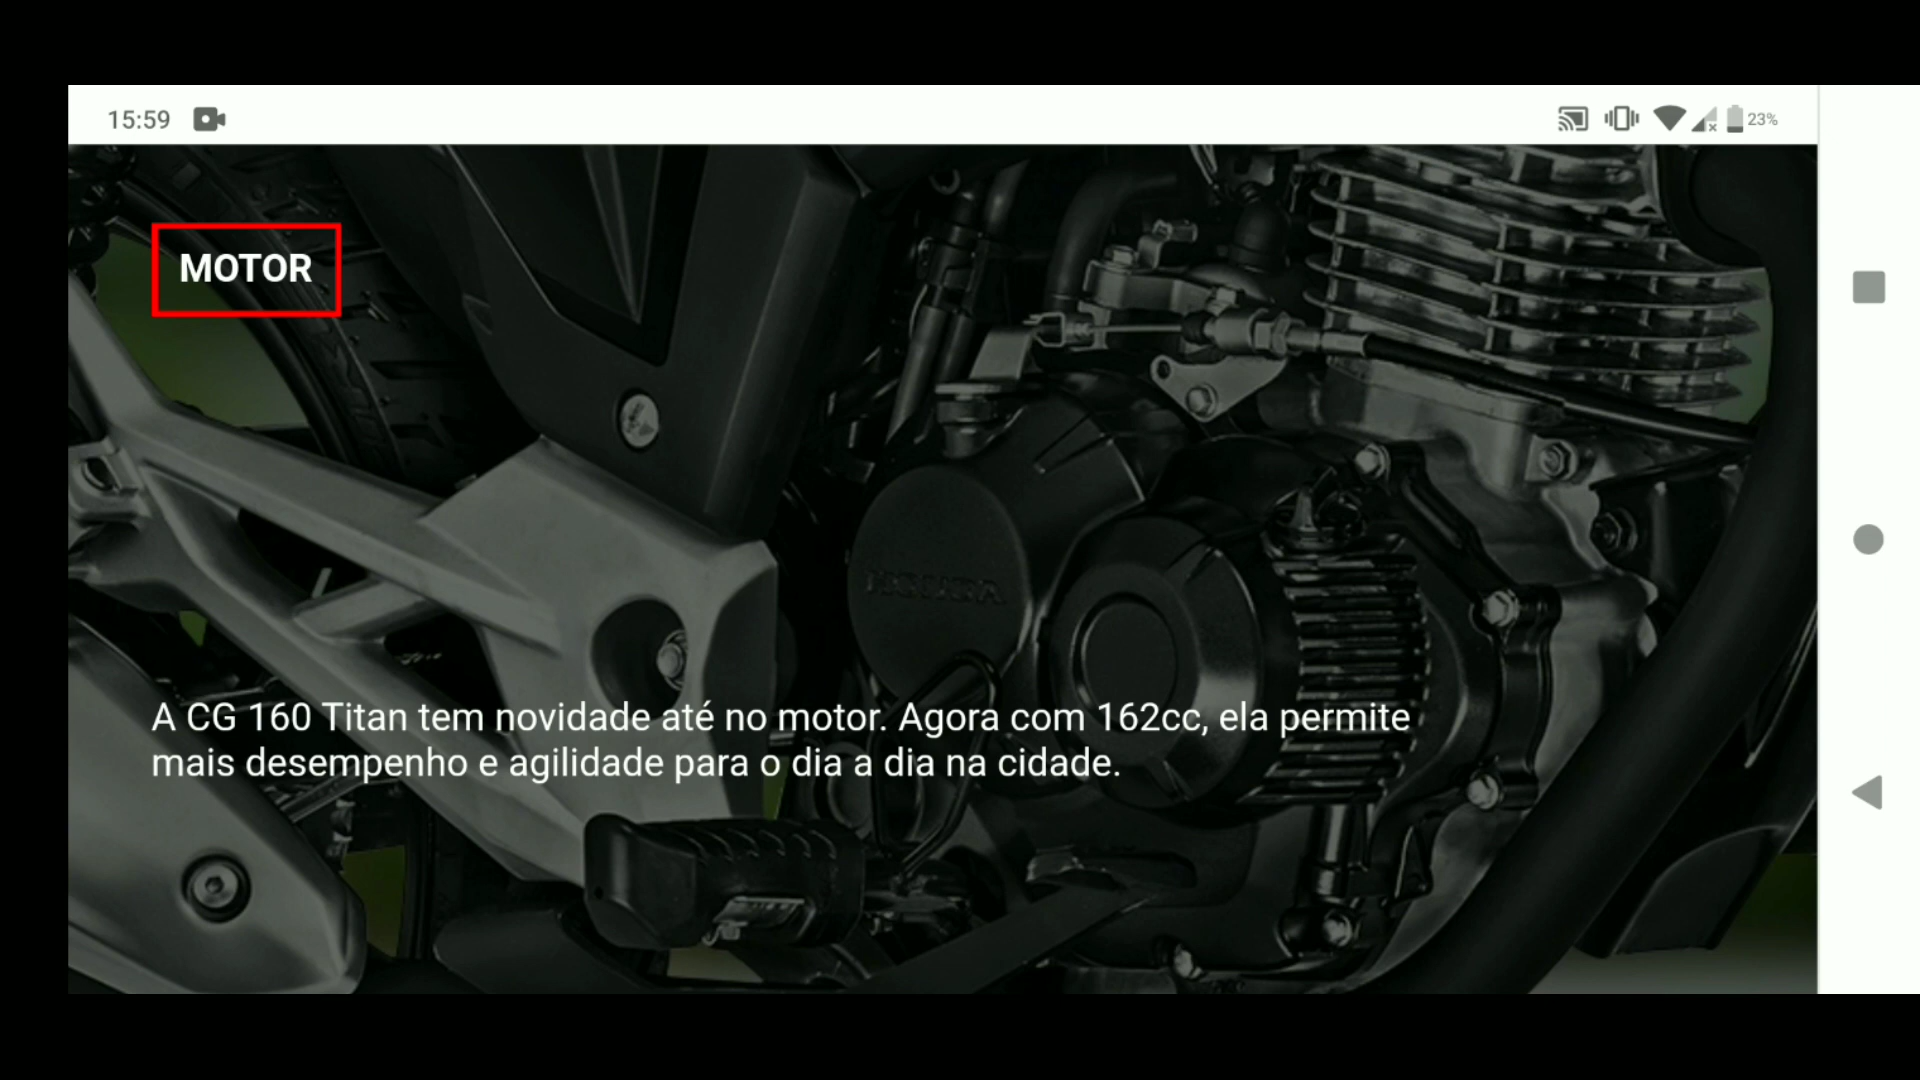 15:59
23%
MOTOR
HONDA
A CG 160 Titan tem novidade até no motor. Agora com 162cc, ela permite
mais desempenho e agilidade para o dia a dia na cidade.